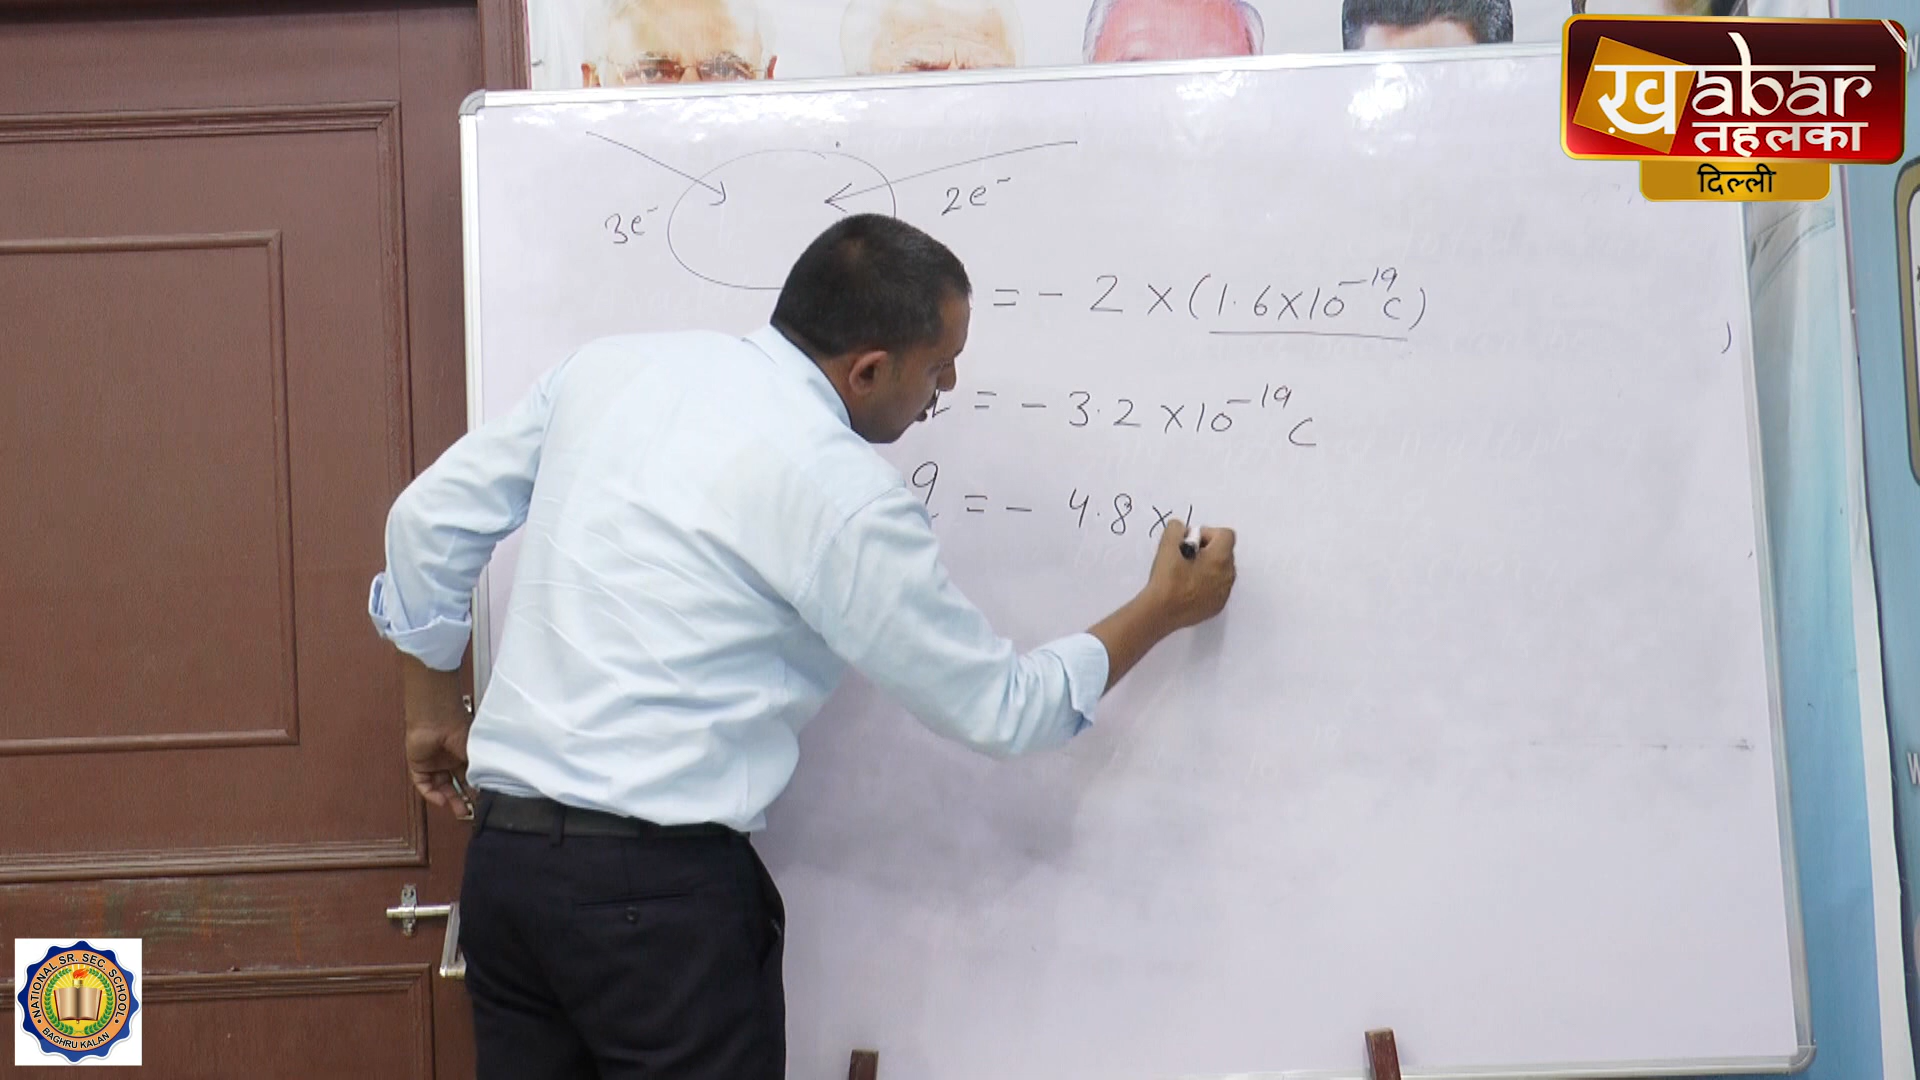 ख़abar
तहलका
दिल्ली
3e⁻
2e⁻
= - 2 × (1.6×10⁻¹⁹C)
= - 3.2 ×10⁻¹⁹ C
q = - 4.8 ×1
NATIONAL SR. SEC. SCHOOL
BAGHRU KALAN